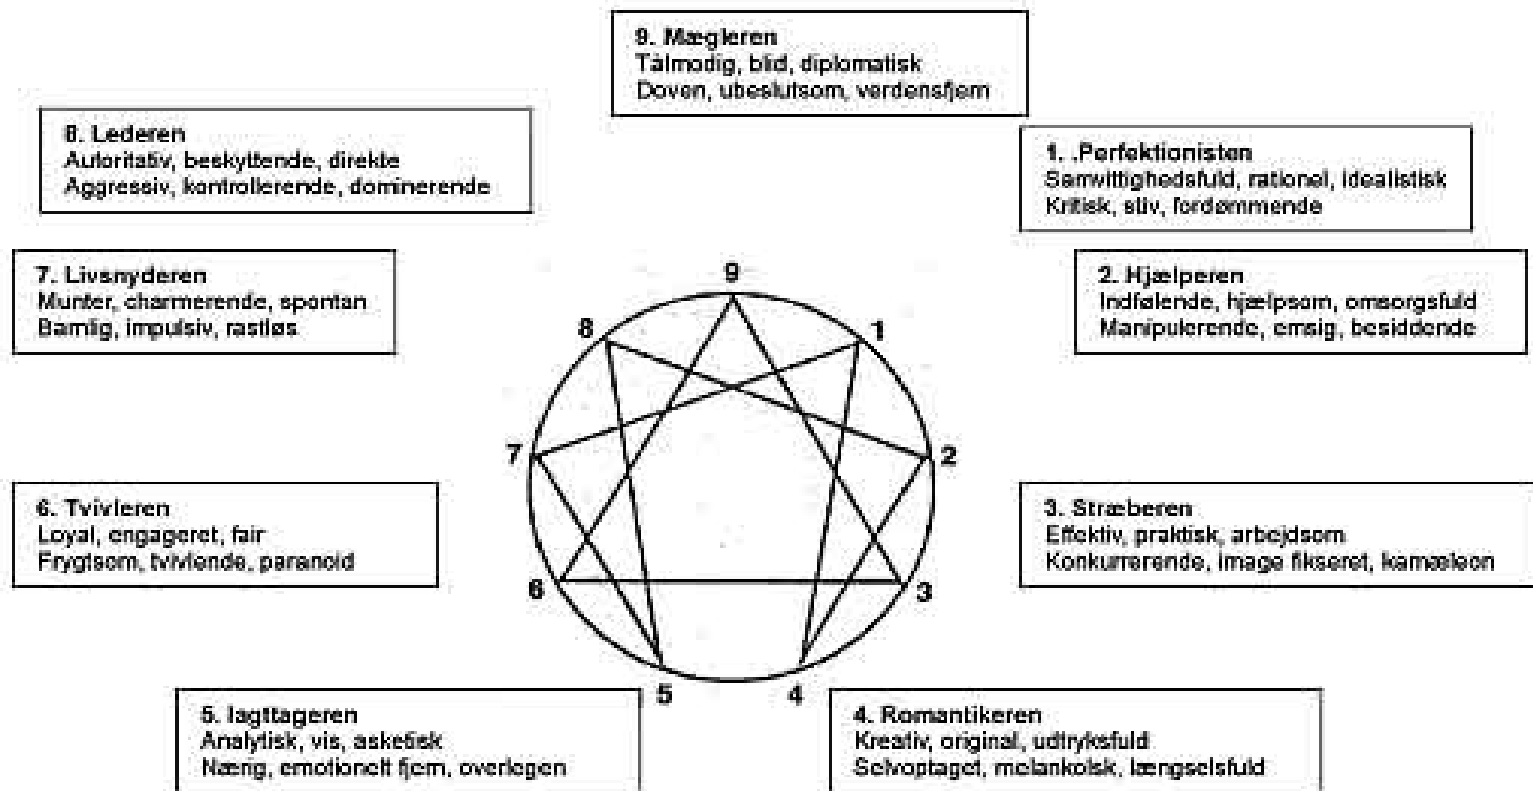 9. Mægleren
Tålmodig, blid, diplomatisk
Doven, ubeslutsom, verdensfjern
8. Lederen
Autoritativ, beskyttende, direkte
Aggressiv, kontrollerende, dominerende
1. .Perfektionisten
Samvittighedsfuld, rationel, idealistisk
Kritisk, stiv, fordømmende
7. Livsnyderen
Munter, charmerende, spontan
Barnlig, impulsiv, rastløs
2. Hjælperen
Indfølende, hjælpsom, omsorgsfuld
Manipulerende, emsig, besiddende
9
8
1
7
2
6. Tvivleren
Loyal, engageret, fair
Frygtsom, tvivlende, paranoid
3. Stræberen
Effektiv, praktisk, arbejdsom
Konkurrerende, image fikseret, kamæleon
6
3
5
4
5. Iagttageren
Analytisk, vis, asketisk
Nærig, emotionelt fjern, overlegen
4. Romantikeren
Kreativ, original, udtryksfuld
Selvoptaget, melankolsk, længselsfuld